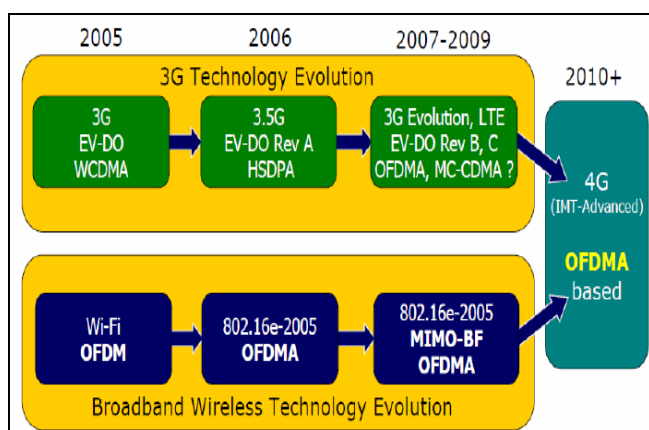 2005 2006 2007-2009
3G Technology Evolution
2010+
3G
EV-DO
WCDMA
3.5G
EV-DO Rev A
HSDPA
3G Evolution, LTE
EV-DO Rev B, C
OFDMA, MC-CDMA ?
4G
(IMT-Advanced)
OFDMA
based
Wi-Fi
OFDM
802.16e-2005
OFDMA
802.16e-2005
MIMO-BF
OFDMA
Broadband Wireless Technology Evolution